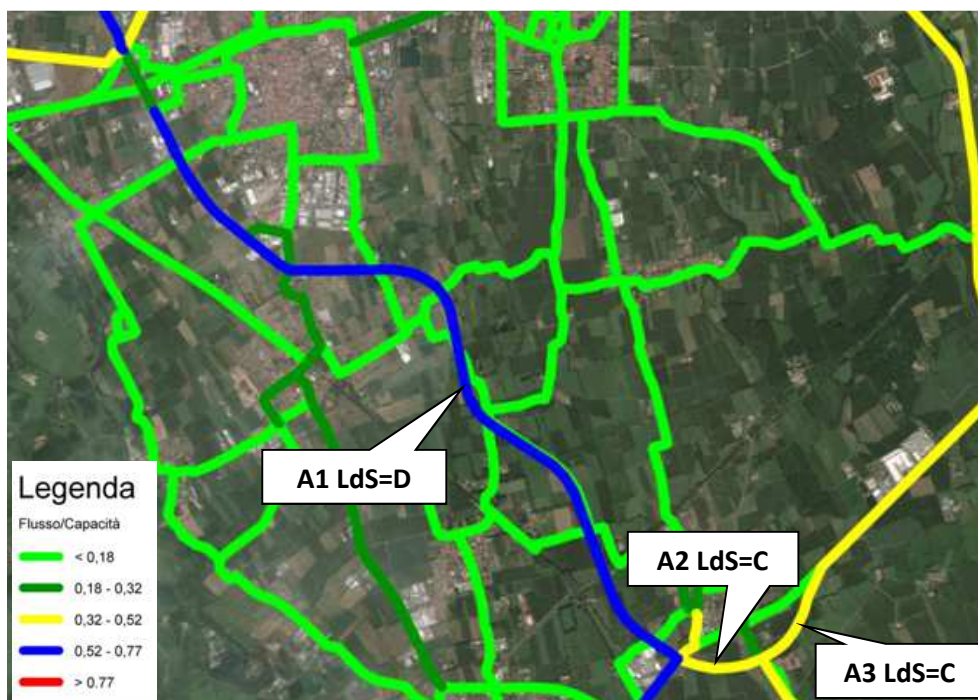 A1 LdS=D
A2 LdS=C
A3 LdS=C
Legenda
Flusso/Capacità
< 0,18
0,18 - 0,32
0,32 - 0,52
0,52 - 0,77
> 0.77